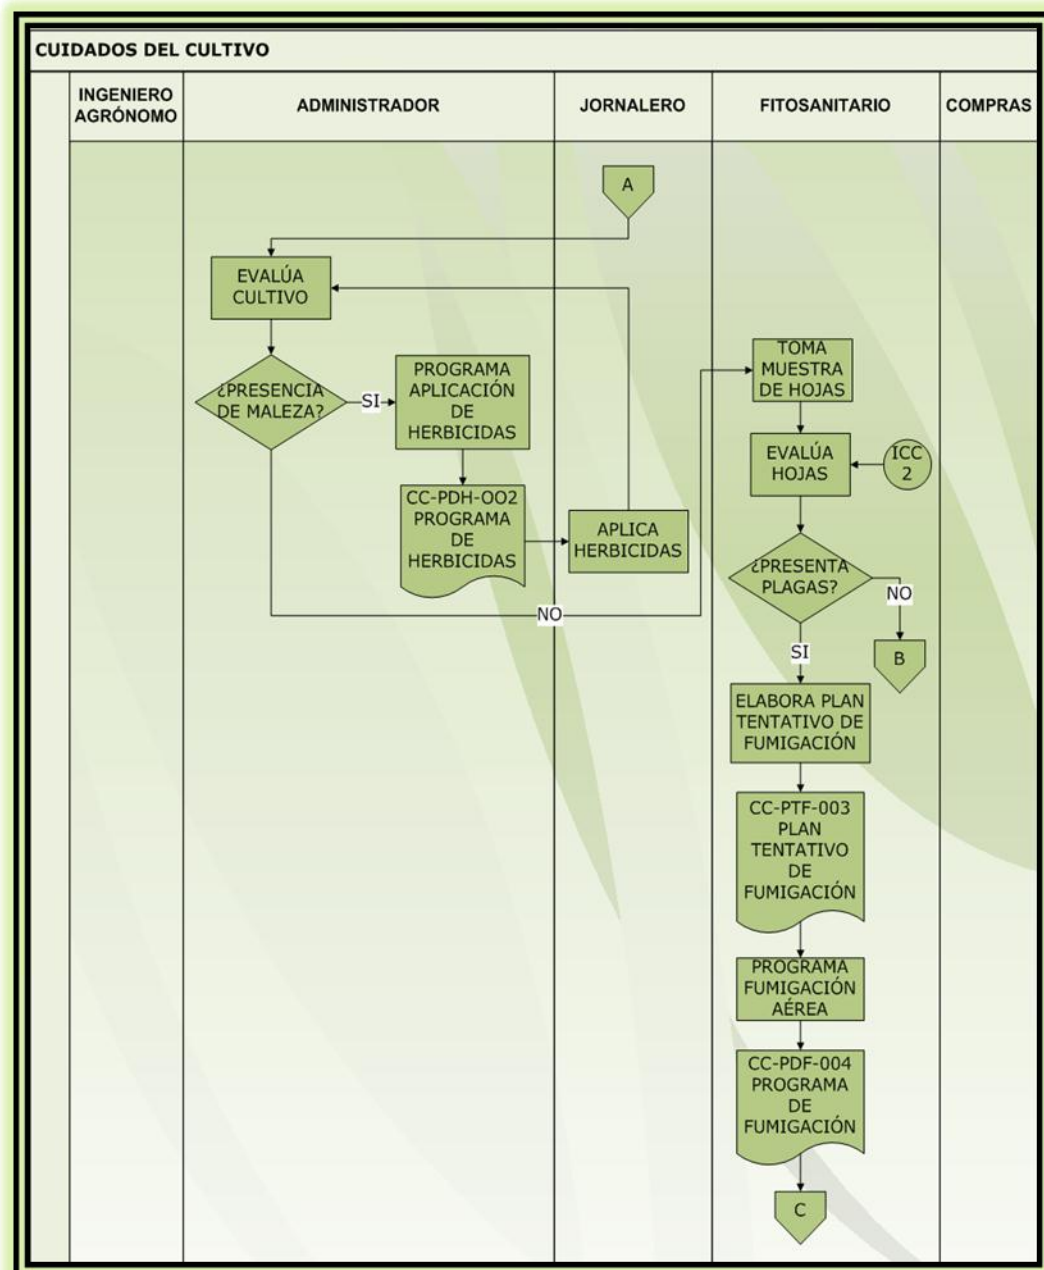 CUIDADOS DEL CULTIVO
INGENIERO
AGRÓNOMO
ADMINISTRADOR
JORNALERO
FITOSANITARIO
COMPRAS
A
EVALÚA
CULTIVO
¿PRESENCIA
DE MALEZA?
SI
PROGRAMA
APLICACIÓN
DE
HERBICIDAS
CC-PDH-OO2
PROGRAMA
DE
HERBICIDAS
APLICA
HERBICIDAS
NO
TOMA
MUESTRA
DE HOJAS
EVALÚA
HOJAS
ICC
2
¿PRESENTA
PLAGAS?
NO
B
SI
ELABORA PLAN
TENTATIVO DE
FUMIGACIÓN
CC-PTF-003
PLAN
TENTATIVO
DE
FUMIGACIÓN
PROGRAMA
FUMIGACIÓN
AÉREA
CC-PDF-004
PROGRAMA
DE
FUMIGACIÓN
C